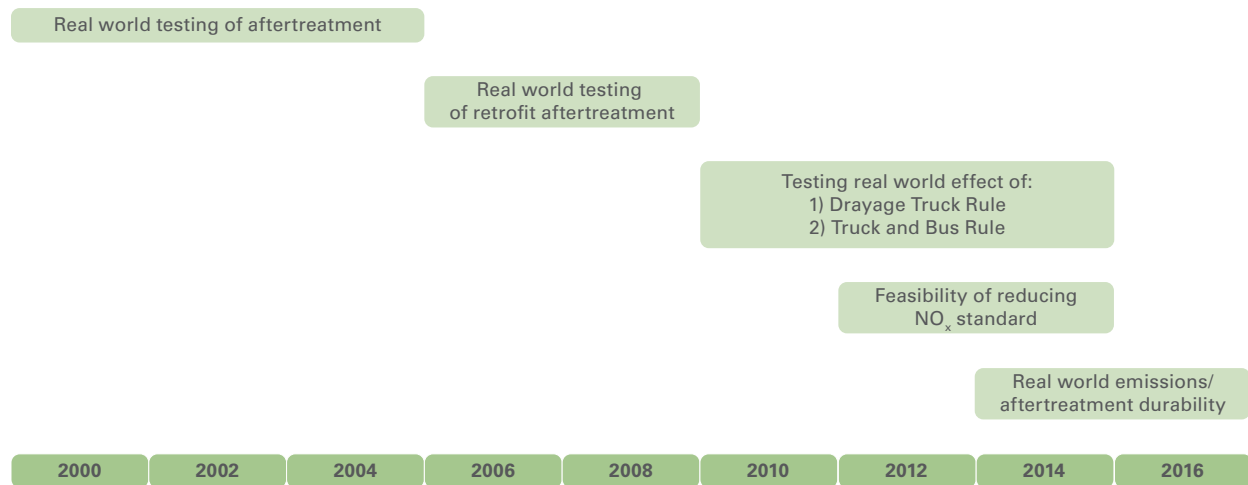 Real world testing of aftertreatment
Real world testing
of retrofit aftertreatment
Testing real world effect of:
1) Drayage Truck Rule
2) Truck and Bus Rule
Feasibility of reducing
NOₓ standard
Real world emissions/
aftertreatment durability
2000 2002 2004 2006 2008 2010 2012 2014 2016